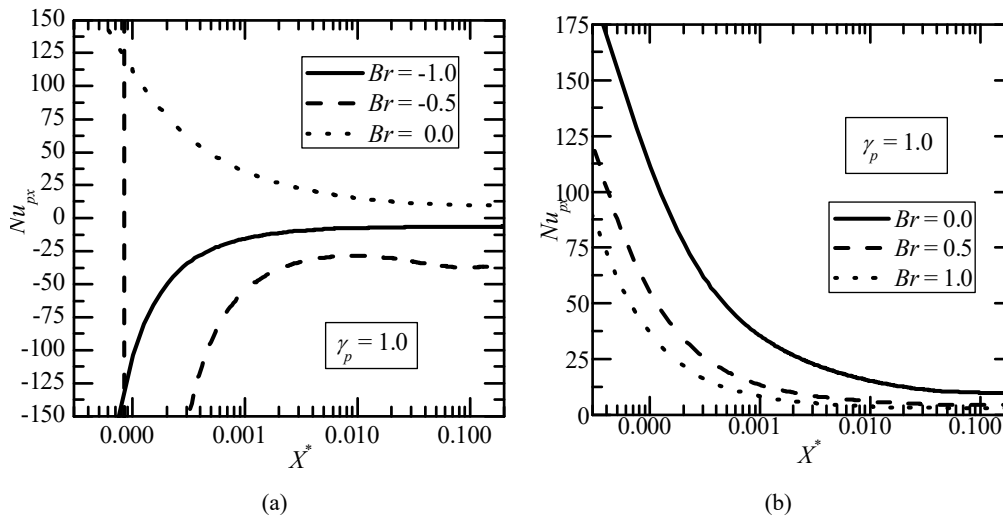 150
125
100
75
50
25
0
-25
-50
-75
-100
-125
-150
Nu_px
Br = -1.0
Br = -0.5
Br = 0.0
γ_p = 1.0
0.000 0.001 0.010 0.100
X*
(a)
175
150
125
100
75
50
25
0
Nu_px
γ_p = 1.0
Br = 0.0
Br = 0.5
Br = 1.0
0.000 0.001 0.010 0.100
X*
(b)